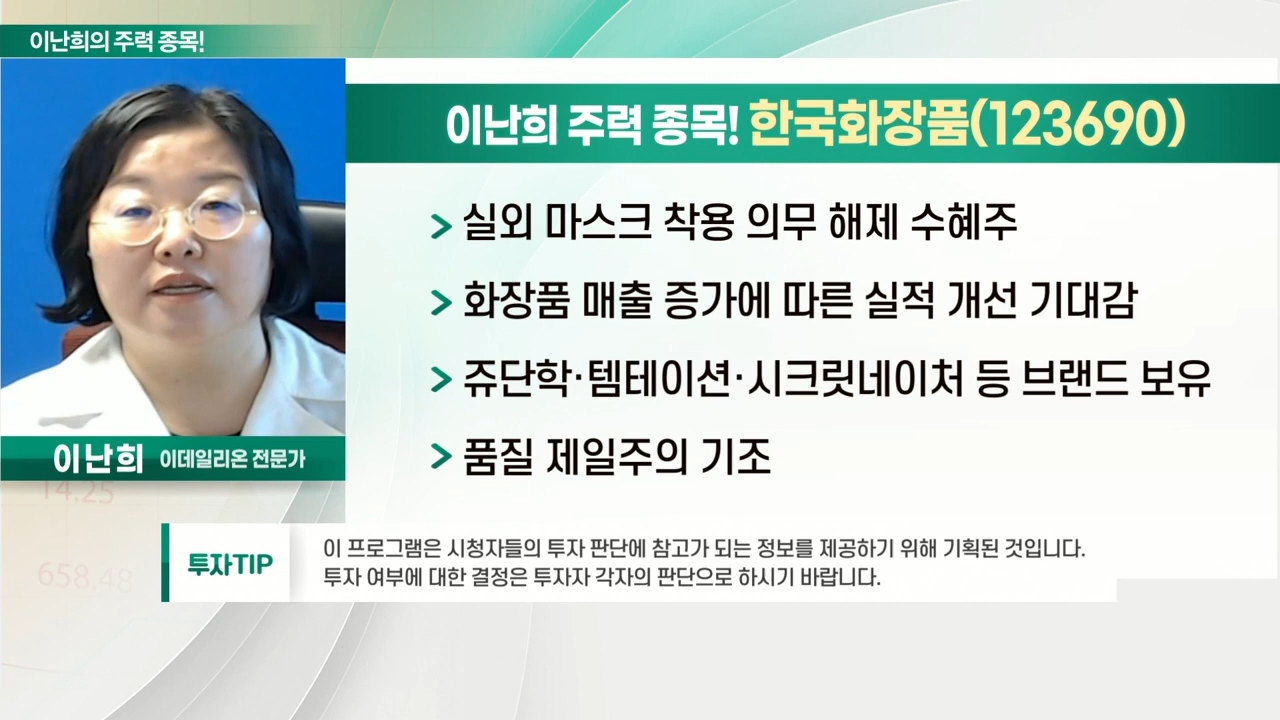 이난희의 주력 종목!
이난희 주력 종목! 한국화장품(123690)
> 실외 마스크 착용 의무 해제 수혜주
> 화장품 매출 증가에 따른 실적 개선 기대감
> 쥬단학·템테이션·시크릿네이처 등 브랜드 보유
> 품질 제일주의 기조
이난희 이데일리온 전문가
14.25
658.48
투자TIP
이 프로그램은 시청자들의 투자 판단에 참고가 되는 정보를 제공하기 위해 기획된 것입니다.
투자 여부에 대한 결정은 투자자 각자의 판단으로 하시기 바랍니다.